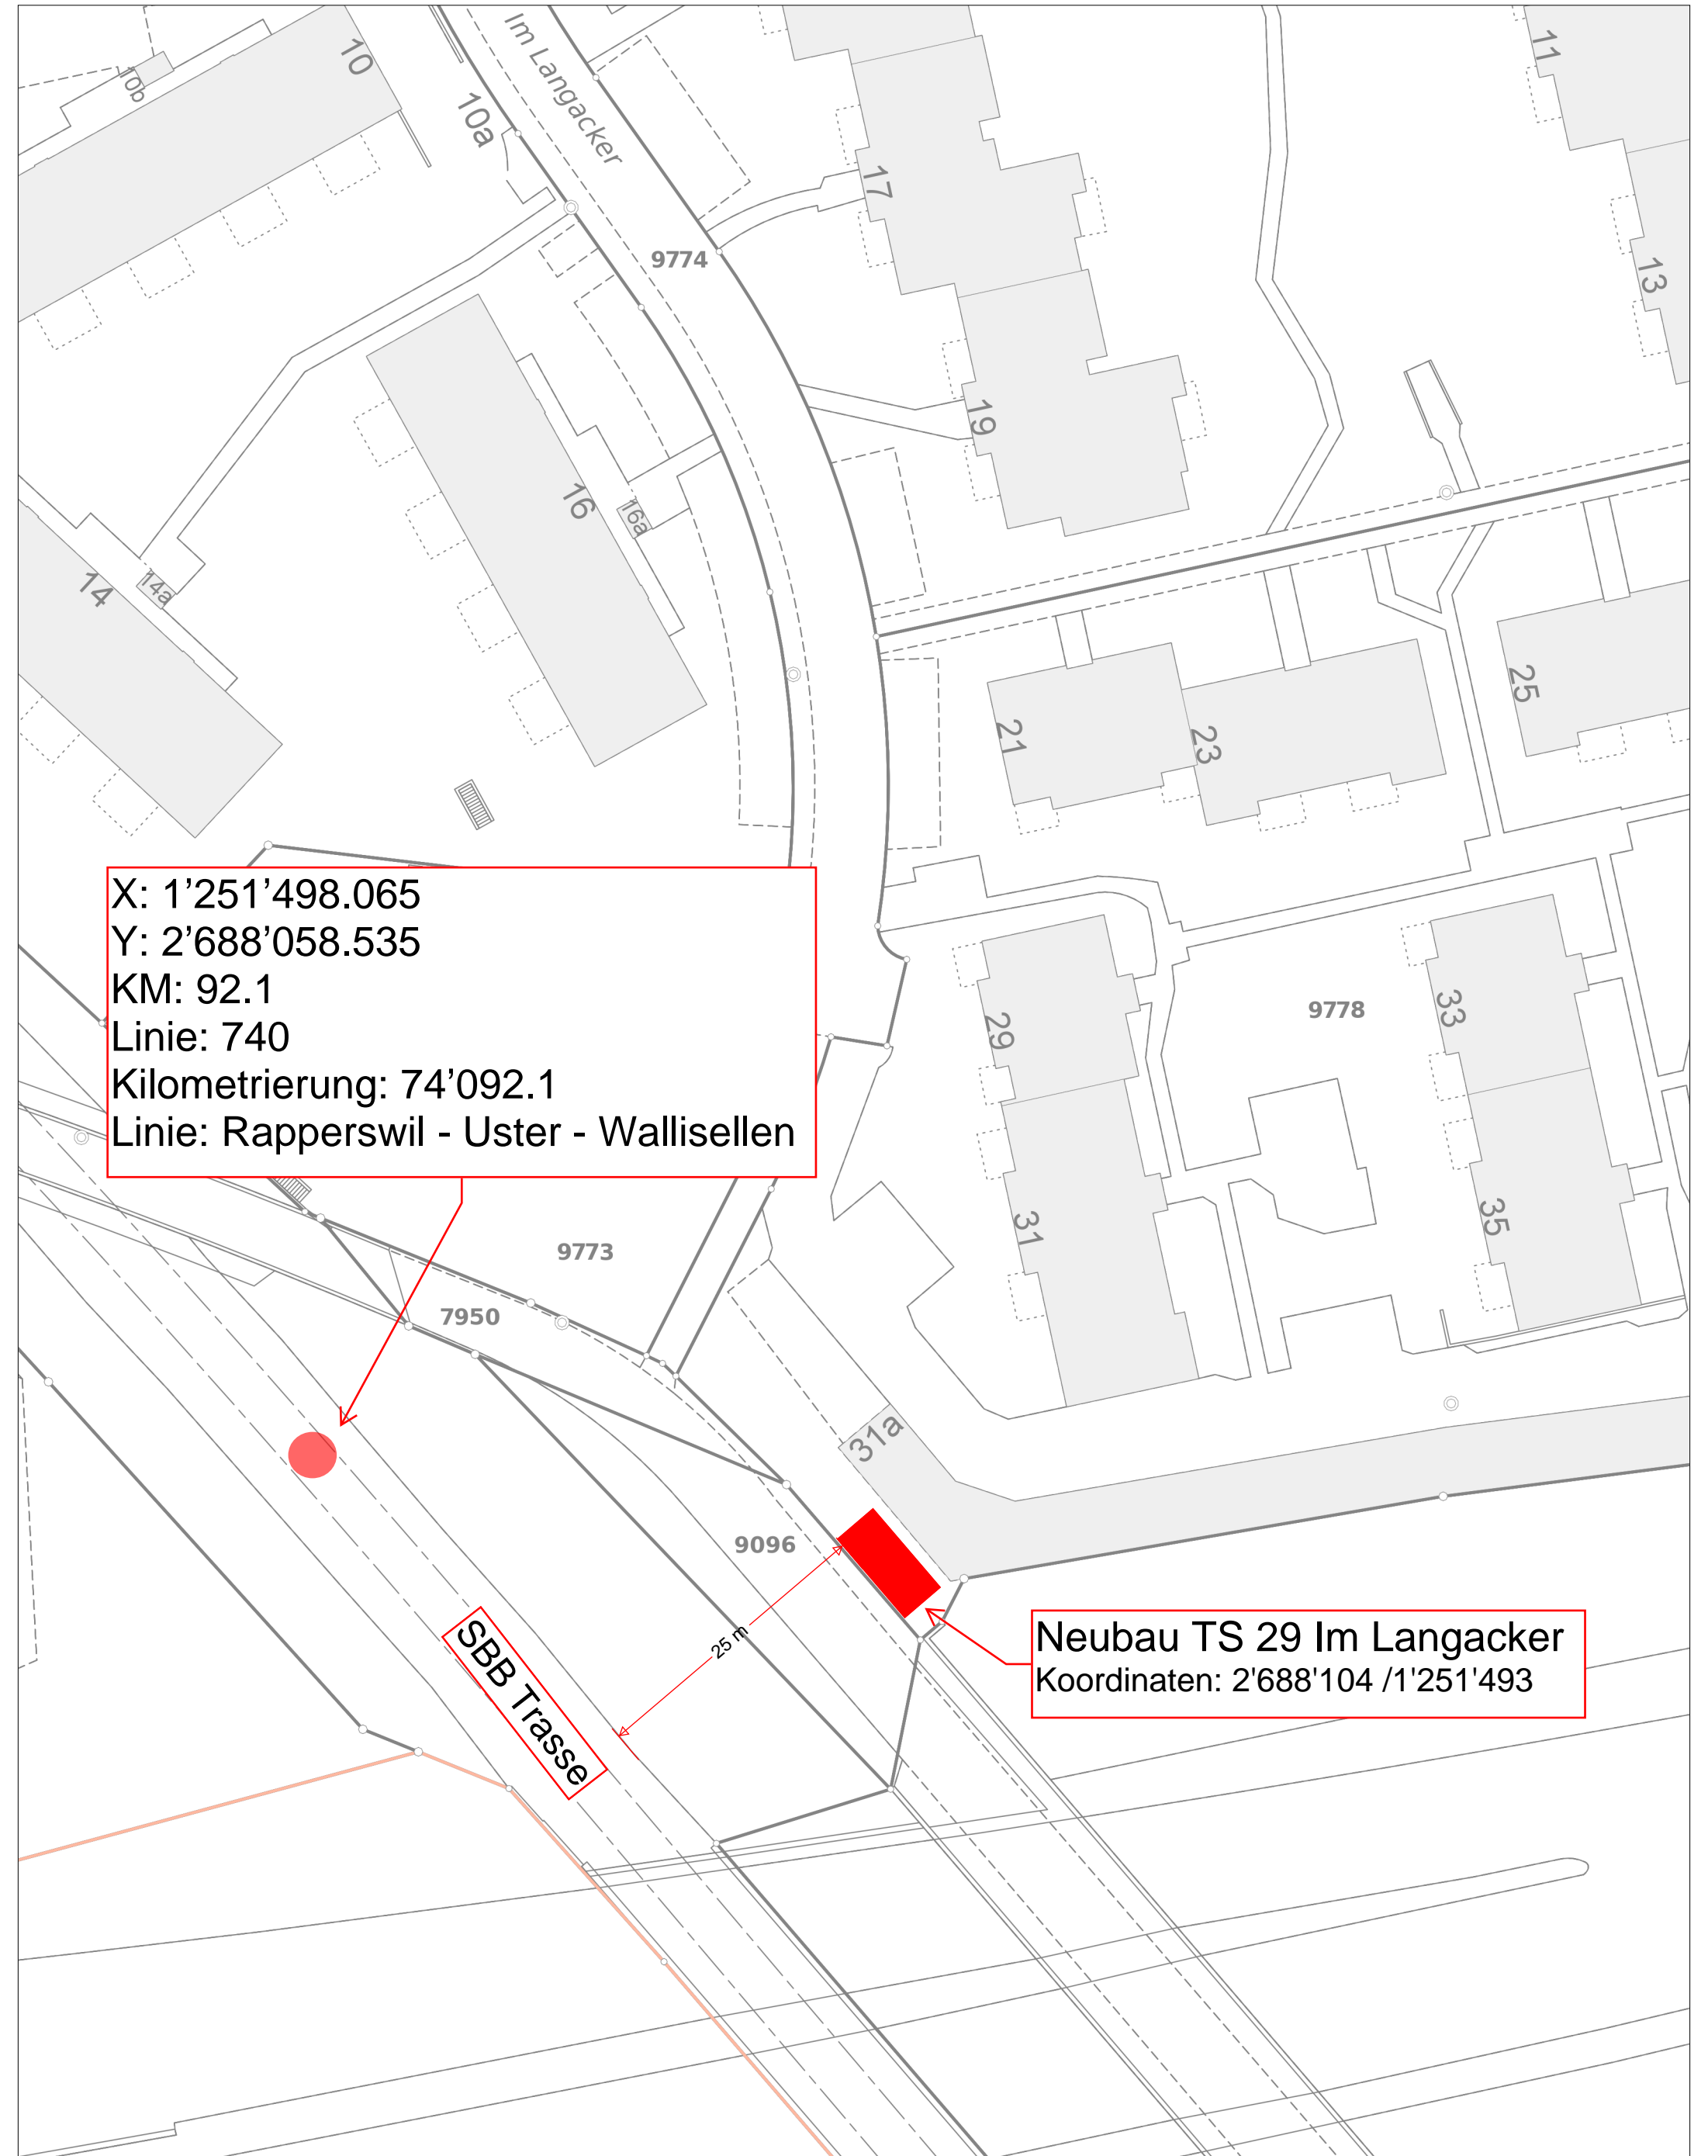 10
10b
10a
Im Langacker
11
17
9774
13
19
16
16a
14
14a
25
21
23
X: 1’251’498.065
Y: 2’688’058.535
KM: 92.1
Linie: 740
Kilometrierung: 74’092.1
Linie: Rapperswil - Uster - Wallisellen
29
9778
33
31
35
9773
7950
31a
9096
25 m
SBB Trasse
Neubau TS 29 Im Langacker
Koordinaten: 2'688'104 /1'251'493